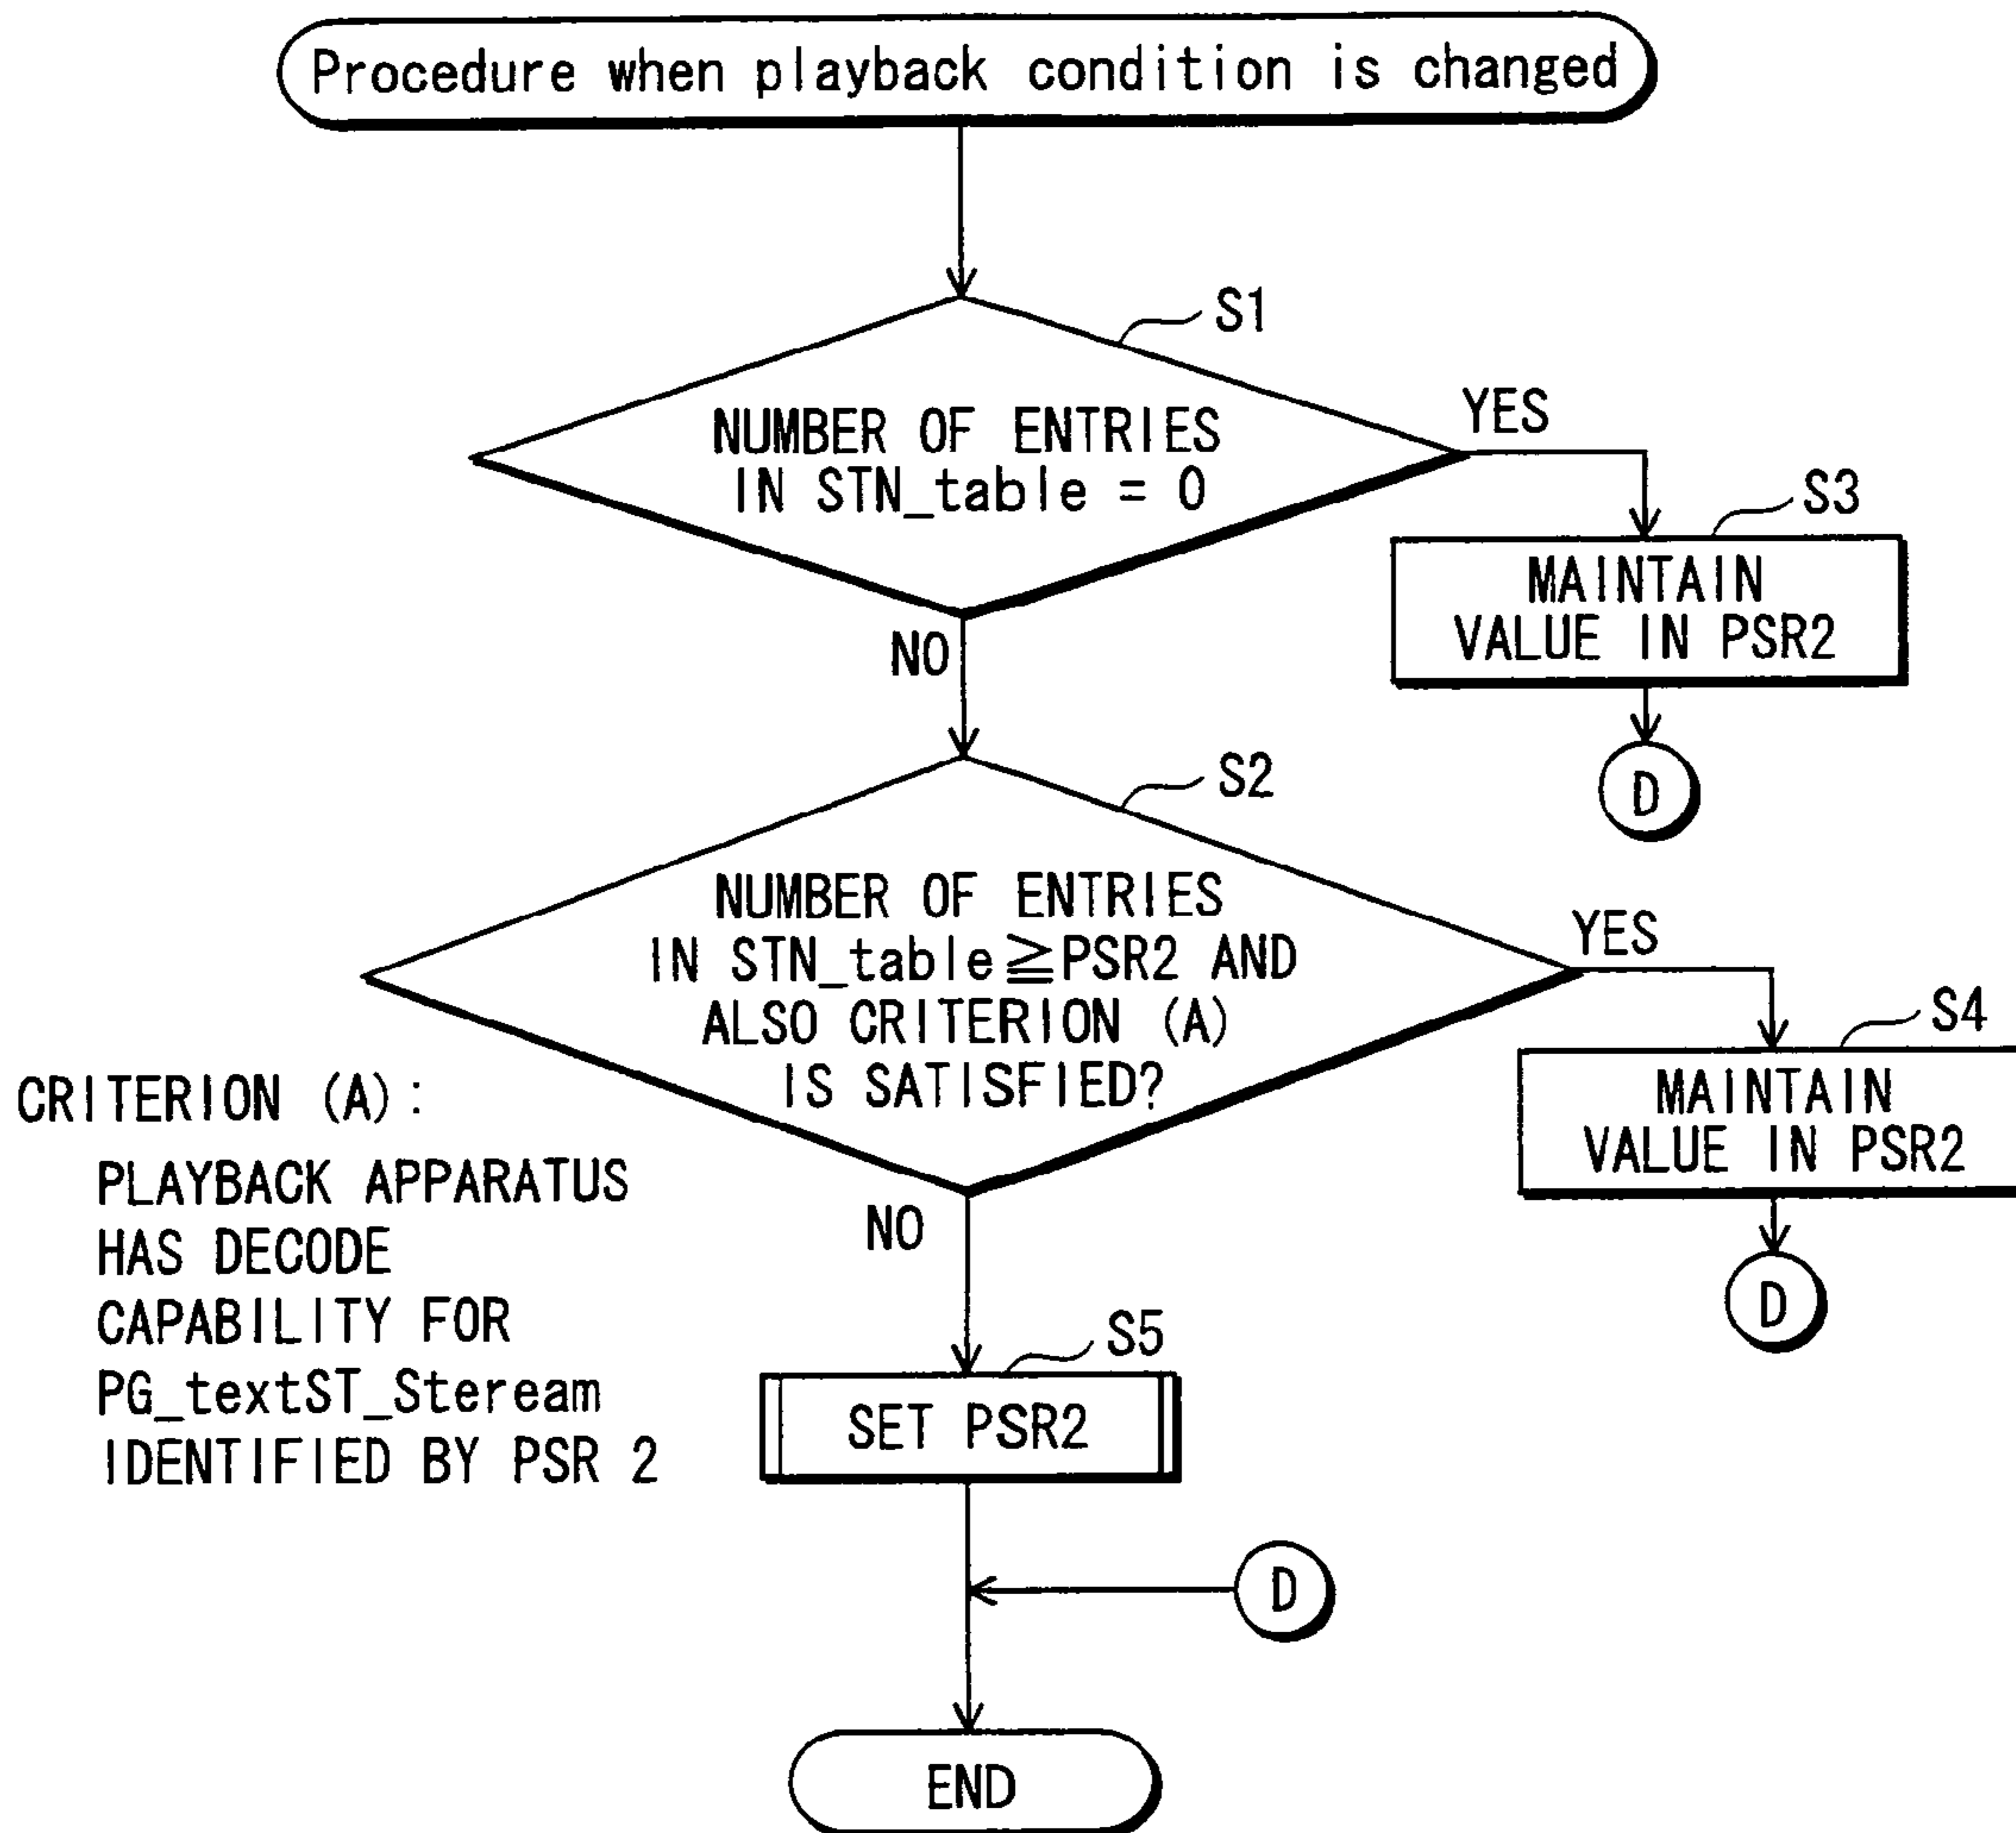 Procedure when playback condition is changed
S1
NUMBER OF ENTRIES
IN STN_table = 0
YES
NO
S3
MAINTAIN
VALUE IN PSR2
D
S2
NUMBER OF ENTRIES
IN STN_table≧PSR2 AND
ALSO CRITERION (A)
IS SATISFIED?
YES
NO
S4
MAINTAIN
VALUE IN PSR2
D
CRITERION (A):
PLAYBACK APPARATUS
HAS DECODE
CAPABILITY FOR
PG_textST_Steream
IDENTIFIED BY PSR 2
S5
SET PSR2
D
END